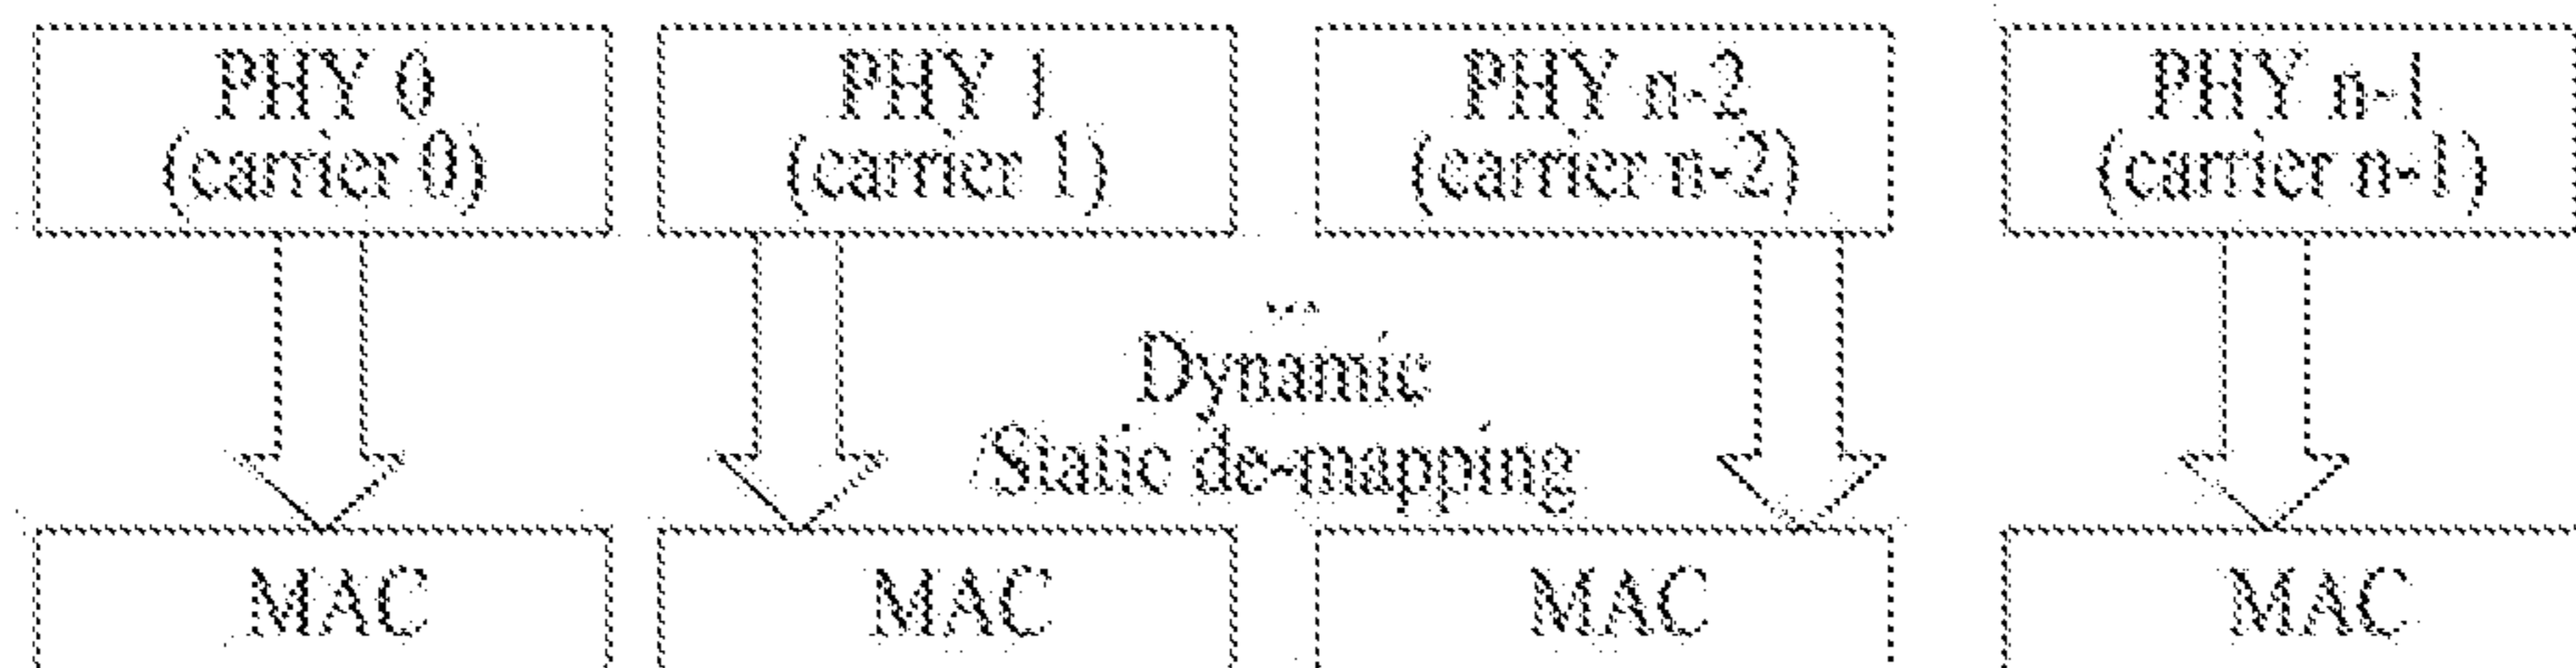 PHY 0
(carrier 0)
PHY 1
(carrier 1)
PHY n-2
(carrier n-2)
PHY n-1
(carrier n-1)
...
Dynamic
/Static de-mapping
MAC
MAC
MAC
MAC